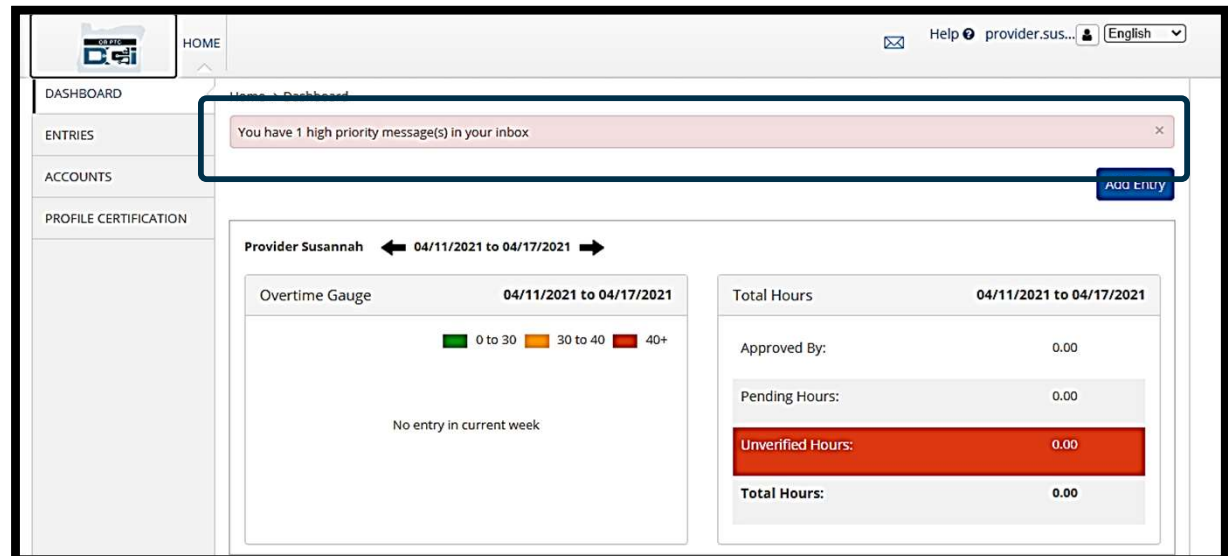 OR PTC
DCi
HOME
Help provider.sus... English
DASHBOARD
Home > Dashboard
ENTRIES
You have 1 high priority message(s) in your inbox ×
ACCOUNTS
Add Entry
PROFILE CERTIFICATION
Provider Susannah 04/11/2021 to 04/17/2021
Overtime Gauge 04/11/2021 to 04/17/2021
0 to 30 30 to 40 40+
No entry in current week
Total Hours 04/11/2021 to 04/17/2021
Approved By: 0.00
Pending Hours: 0.00
Unverified Hours: 0.00
Total Hours: 0.00